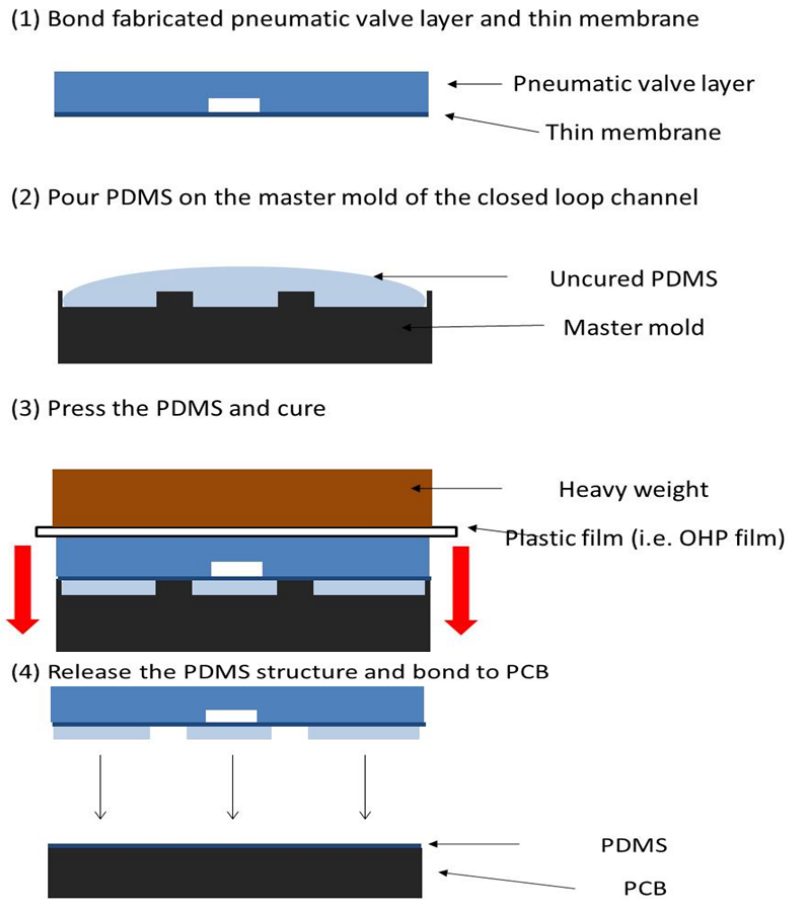 (1) Bond fabricated pneumatic valve layer and thin membrane
Pneumatic valve layer
Thin membrane
(2) Pour PDMS on the master mold of the closed loop channel
Uncured PDMS
Master mold
(3) Press the PDMS and cure
Heavy weight
Plastic film (i.e. OHP film)
(4) Release the PDMS structure and bond to PCB
PDMS
PCB